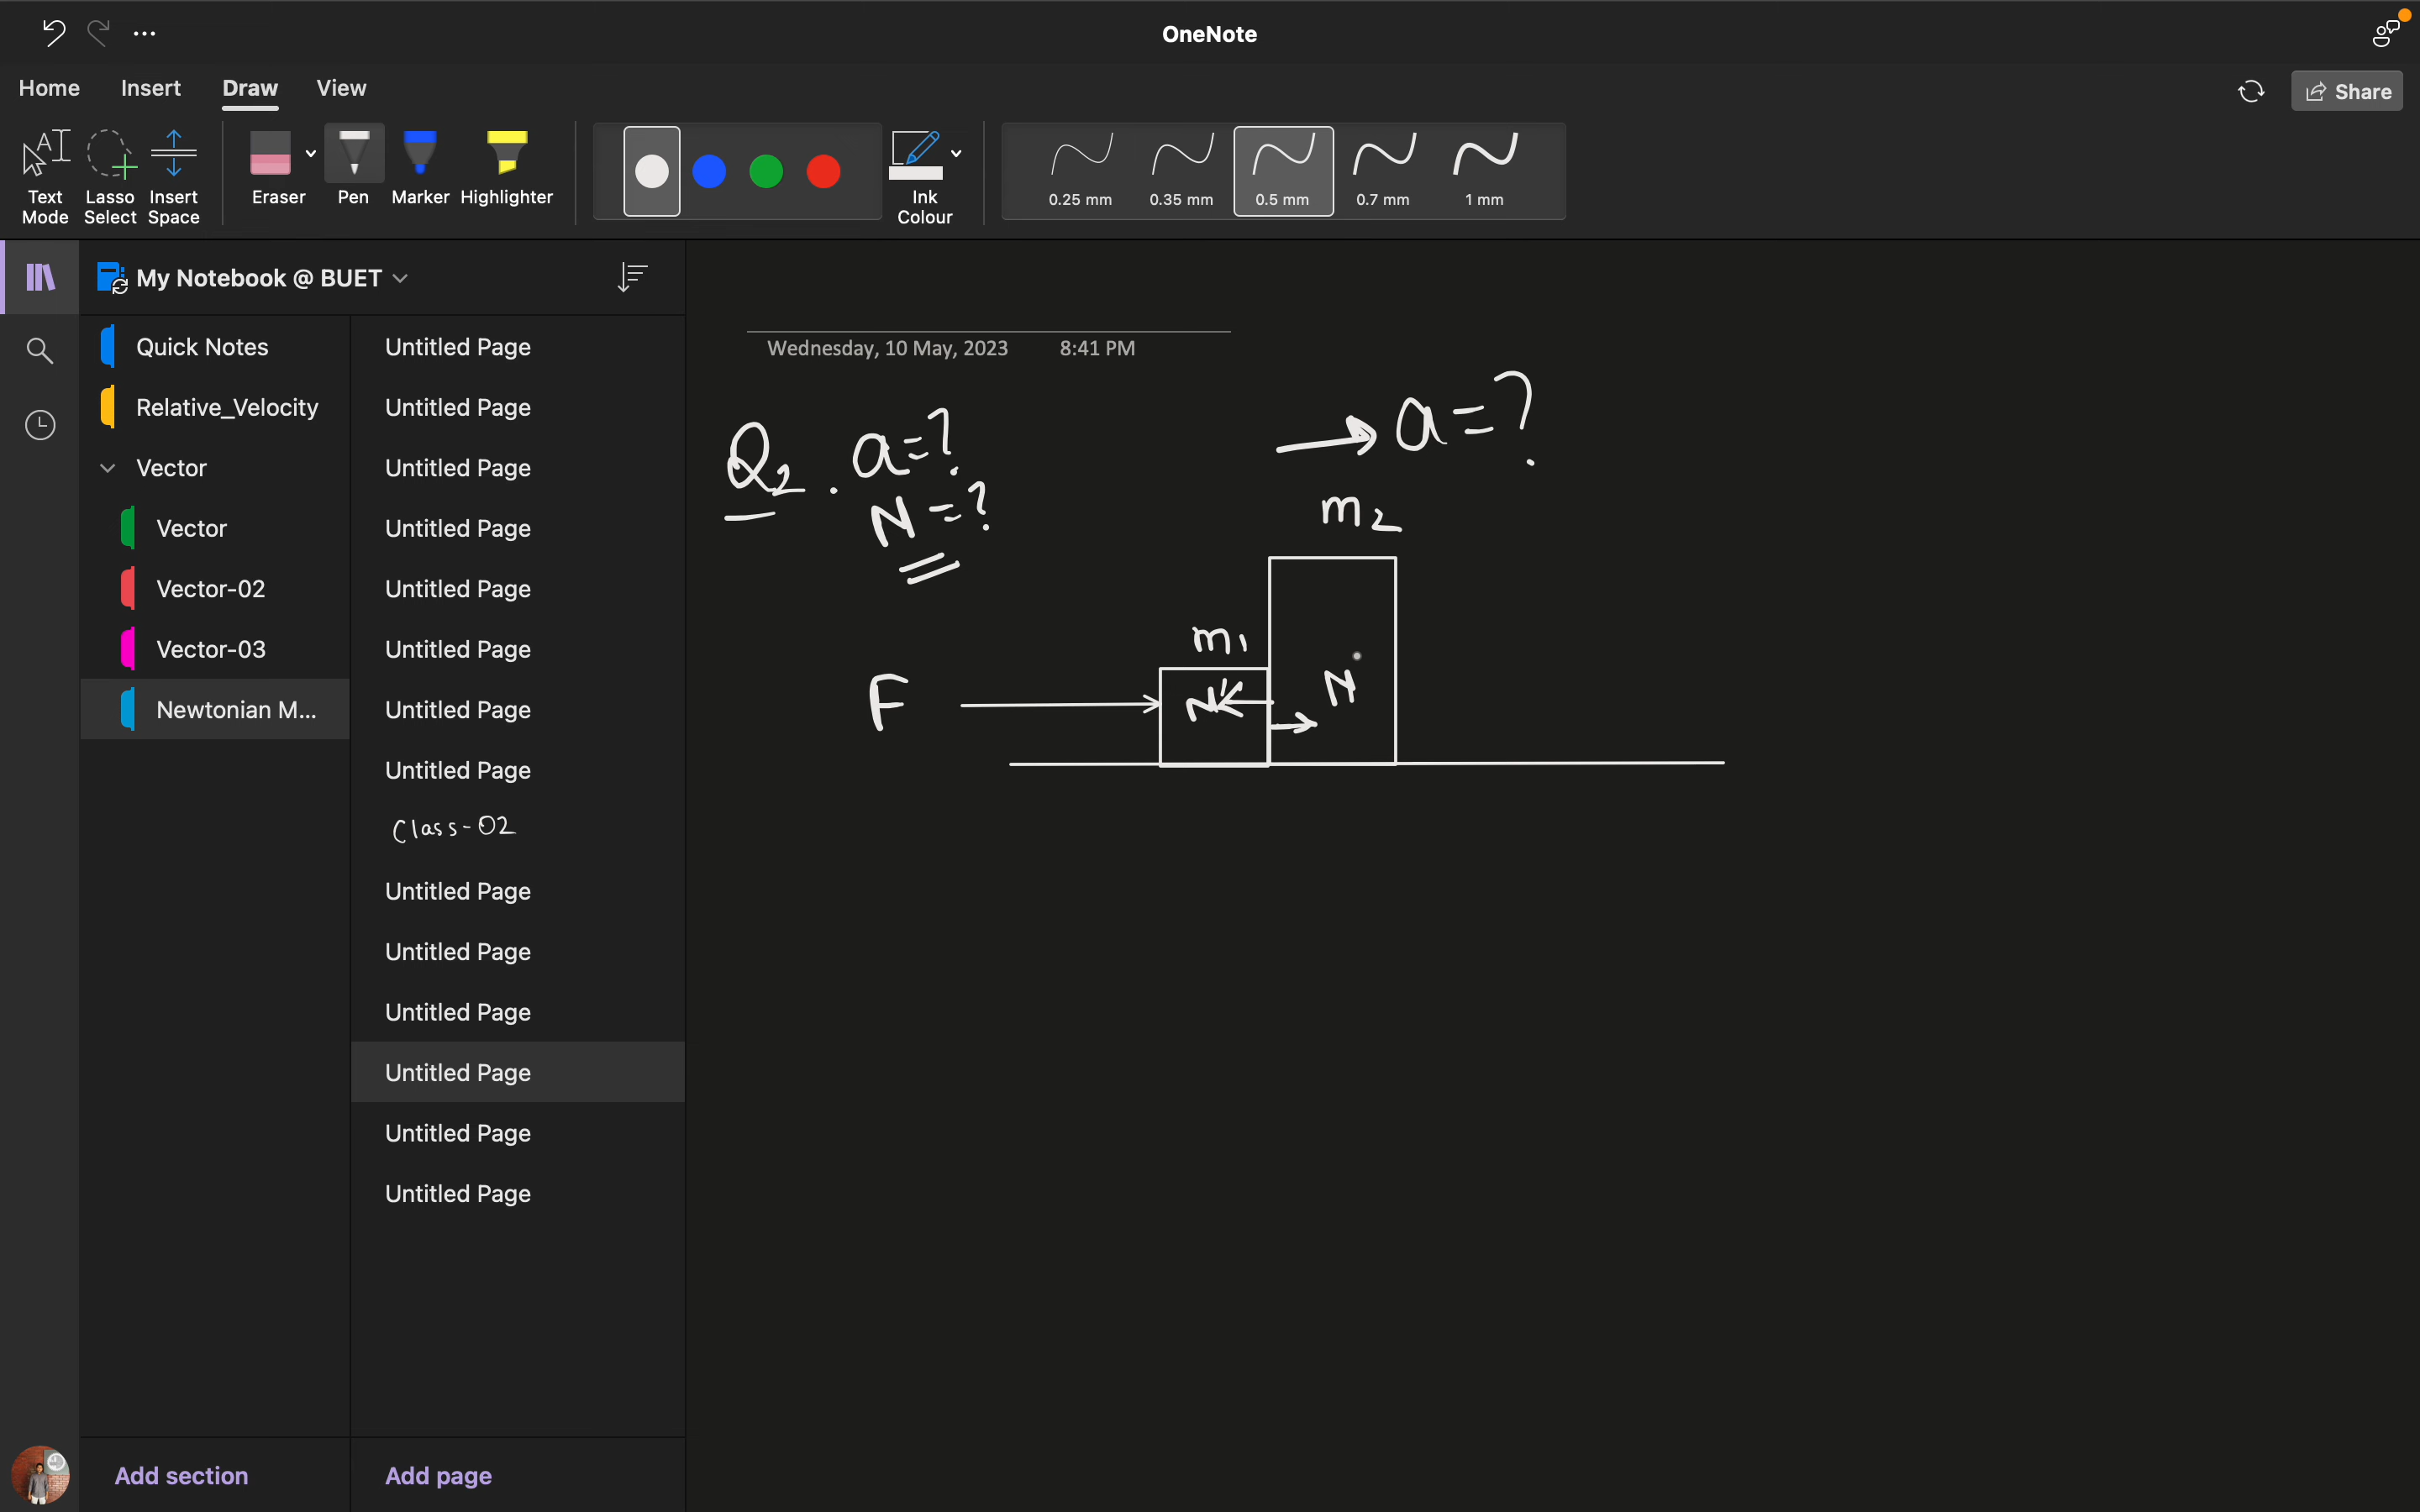 OneNote
Home Insert Draw View
Share
Text Mode
Lasso Select
Insert Space
Eraser
Pen
Marker
Highlighter
Ink Colour
0.25 mm
0.35 mm
0.5 mm
0.7 mm
1 mm
My Notebook @ BUET
Quick Notes
Relative_Velocity
Vector
Vector
Vector-02
Vector-03
Newtonian M...
Add section
Untitled Page
Untitled Page
Untitled Page
Untitled Page
Untitled Page
Untitled Page
Untitled Page
Untitled Page
Class-02
Untitled Page
Untitled Page
Untitled Page
Untitled Page
Untitled Page
Untitled Page
Add page
Wednesday, 10 May, 2023 8:41 PM
Q2. a=?
N=?
a=?
m2
m1
F
N'
N